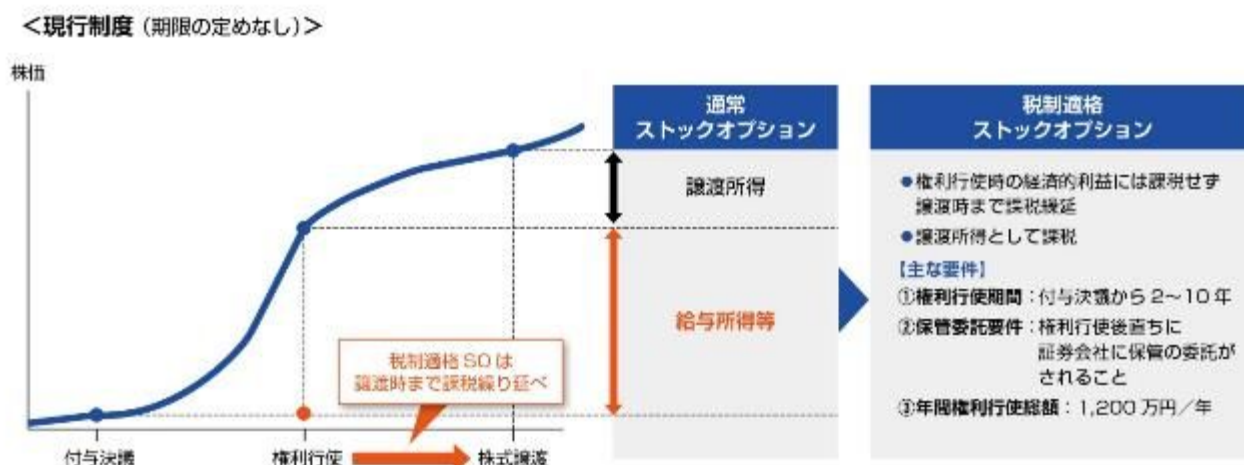 ＜現行制度（期限の定めなし）＞
株価
通常
ストックオプション
譲渡所得
給与所得等
税制適格SOは
譲渡時まで課税繰り延べ
付与決議
権利行使
株式譲渡
税制適格
ストックオプション
●権利行使時の経済的利益には課税せず
譲渡時まで課税繰延
●譲渡所得として課税
【主な要件】
①権利行使期間：付与決議から2〜10年
②保管委託要件：権利行使後直ちに
証券会社に保管の委託が
されること
③年間権利行使総額：1,200万円／年